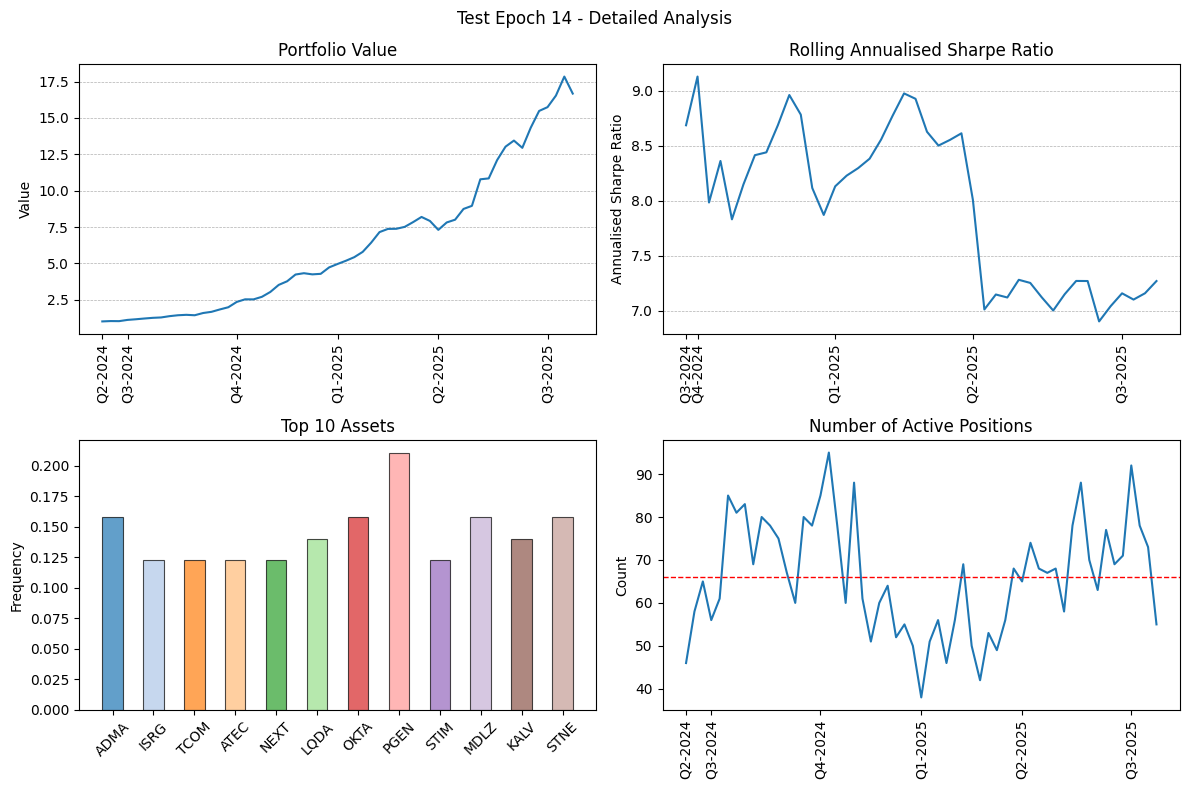 Test Epoch 14 - Detailed Analysis
Portfolio Value
Value
17.5
15.0
12.5
10.0
7.5
5.0
2.5
Q2-2024
Q3-2024
Q4-2024
Q1-2025
Q2-2025
Q3-2025
Rolling Annualised Sharpe Ratio
Annualised Sharpe Ratio
9.0
8.5
8.0
7.5
7.0
Q3-2024
Q4-2024
Q1-2025
Q2-2025
Q3-2025
Top 10 Assets
Frequency
0.200
0.175
0.150
0.125
0.100
0.075
0.050
0.025
0.000
ADMA
ISRG
TCOM
ATEC
NEXT
LQDA
OKTA
PGEN
STIM
MDLZ
KALV
STNE
Number of Active Positions
Count
90
80
70
60
50
40
Q2-2024
Q3-2024
Q4-2024
Q1-2025
Q2-2025
Q3-2025